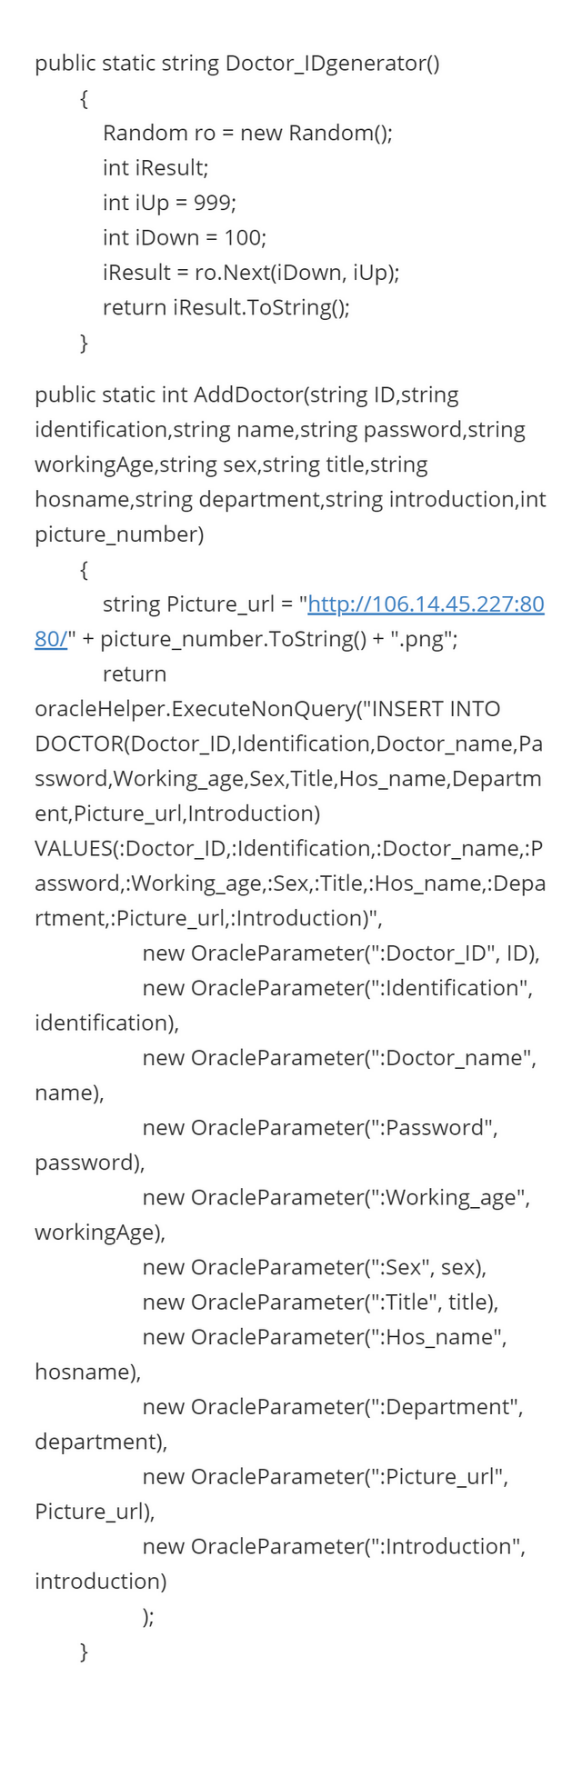 public static string Doctor_IDgenerator()
{
Random ro = new Random();
int iResult;
int iUp = 999;
int iDown = 100;
iResult = ro.Next(iDown, iUp);
return iResult.ToString();
}
public static int AddDoctor(string ID,string
identification,string name,string password,string
workingAge,string sex,string title,string
hosname,string department,string introduction,int
picture_number)
{
string Picture_url = "http://106.14.45.227:80
80/" + picture_number.ToString() + ".png";
return
oracleHelper.ExecuteNonQuery("INSERT INTO
DOCTOR(Doctor_ID,Identification,Doctor_name,Pa
ssword,Working_age,Sex,Title,Hos_name,Departm
ent,Picture_url,Introduction)
VALUES(:Doctor_ID,:Identification,:Doctor_name,:P
assword,:Working_age,:Sex,:Title,:Hos_name,:Depa
rtment,:Picture_url,:Introduction)",
new OracleParameter(":Doctor_ID", ID),
new OracleParameter(":Identification",
identification),
new OracleParameter(":Doctor_name",
name),
new OracleParameter(":Password",
password),
new OracleParameter(":Working_age",
workingAge),
new OracleParameter(":Sex", sex),
new OracleParameter(":Title", title),
new OracleParameter(":Hos_name",
hosname),
new OracleParameter(":Department",
department),
new OracleParameter(":Picture_url",
Picture_url),
new OracleParameter(":Introduction",
introduction)
);
}